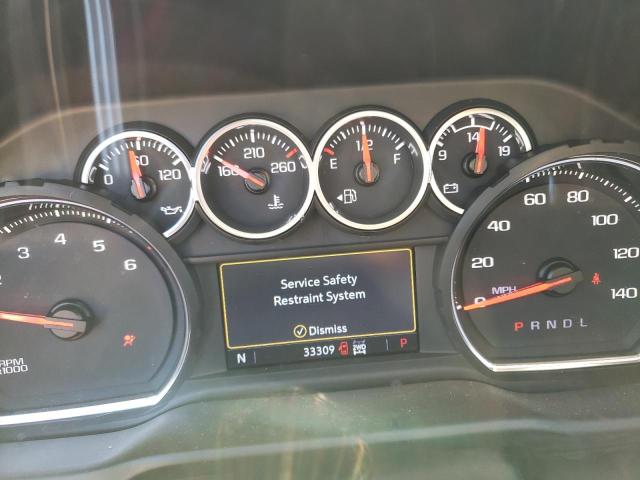 0 60 120
160 210 260
E 1/2 F
9 14 19
2 3 4 5 6
RPM
x1000
Service Safety
Restraint System
Dismiss
N 33309 2WD P
0 20 40 60 80 100 120 140
MPH
P R N D L